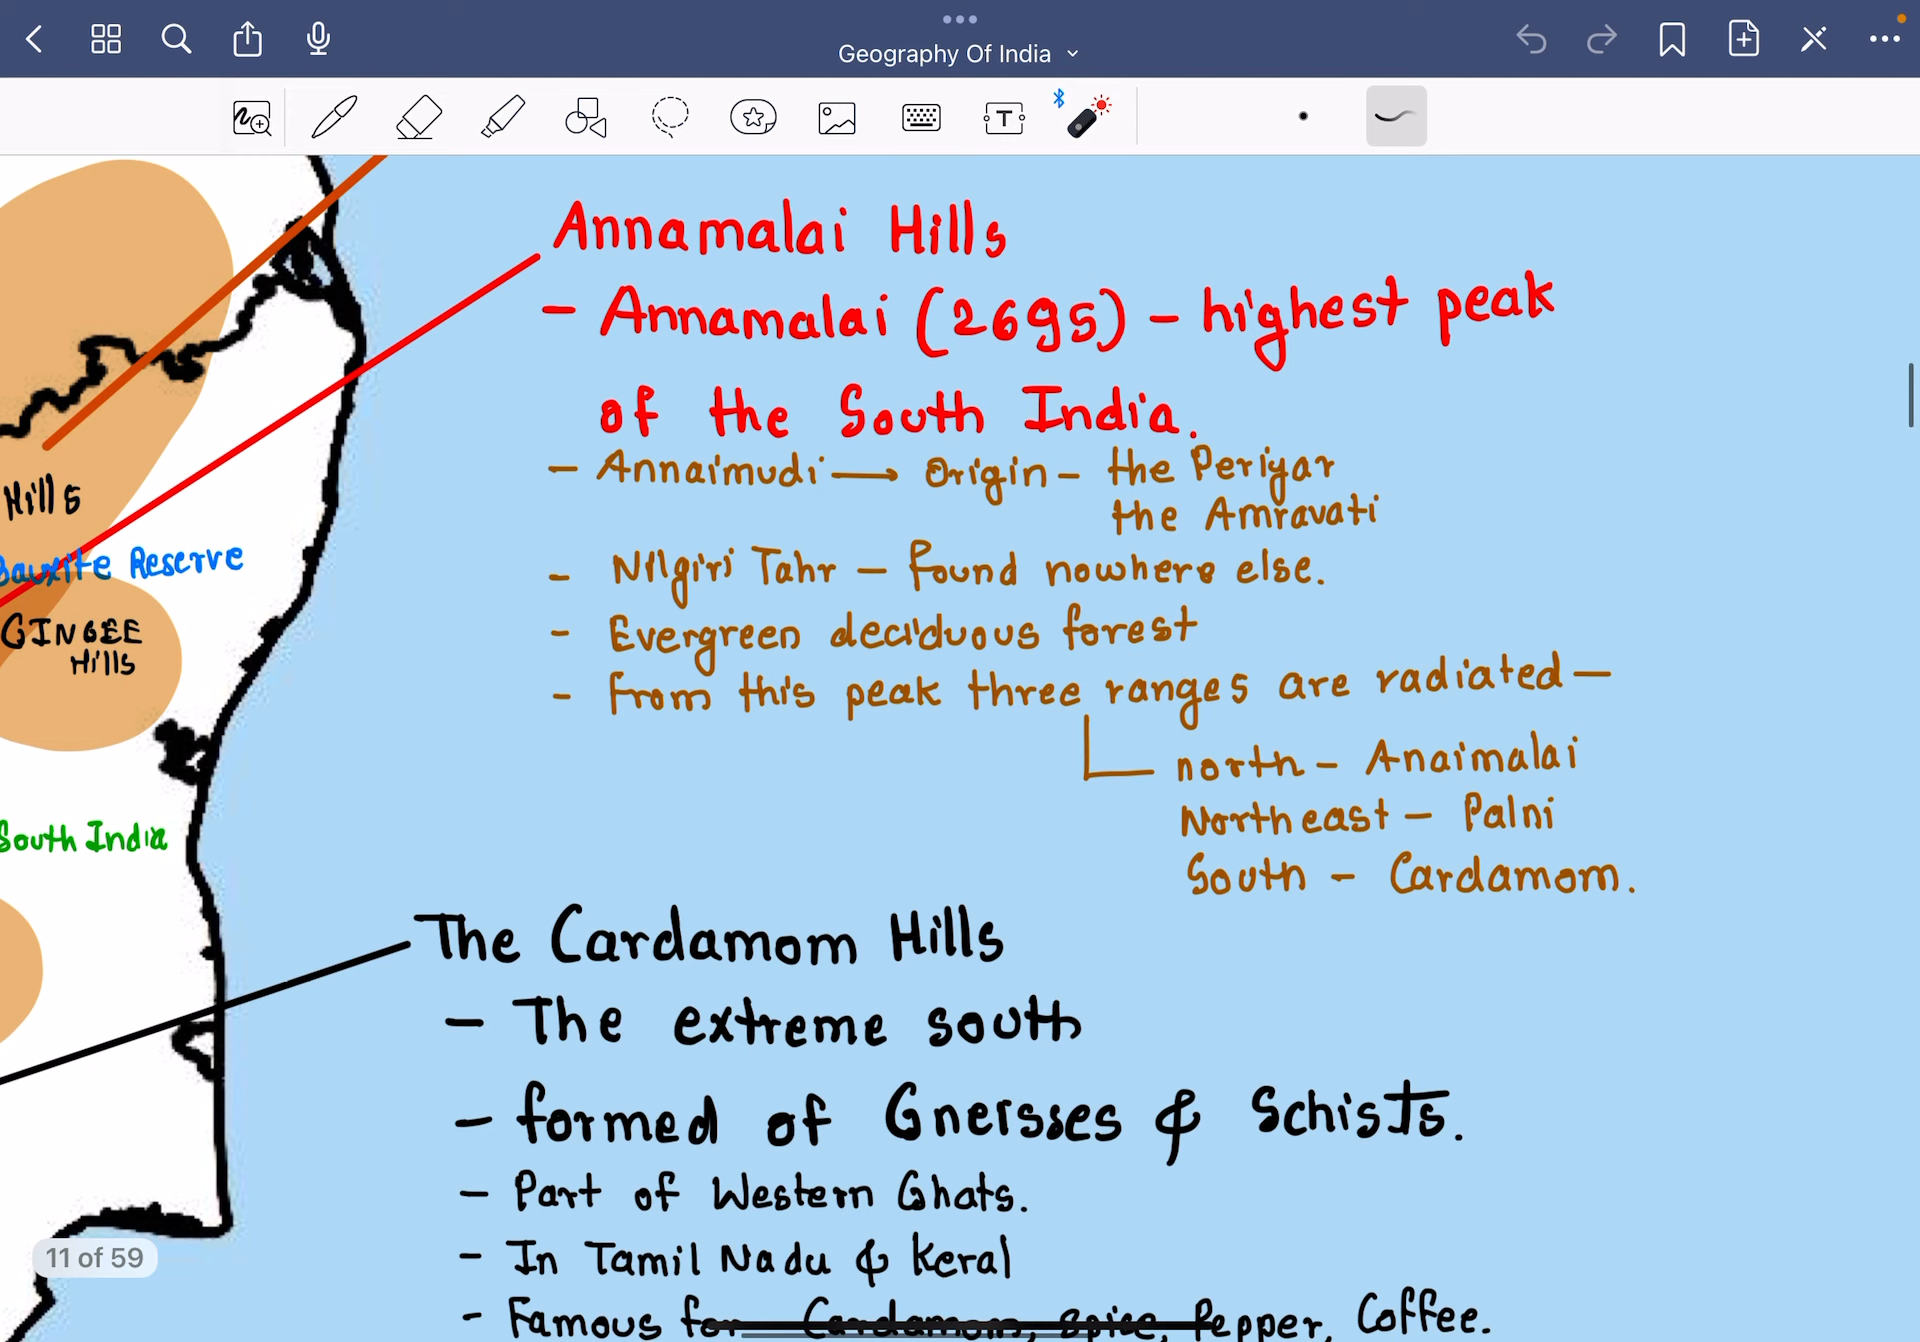 Geography Of India
Annamalai Hills
- Annamalai (2695) - highest peak
of the South India.
- Annaimudi → Origin - the Periyar
the Amravati
- Nilgiri Tahr - found nowhere else.
- Evergreen deciduous forest
- From this peak three ranges are radiated -
north - Anaimalai
Northeast - Palni
South - Cardamom.
Hills
Bauxite Reserve
GINGEE
Hills
South India
The Cardamom Hills
- The extreme south
- formed of Gneisses & Schists.
- Part of Western Ghats.
- In Tamil Nadu & Keral
- Famous for Cardamom, spice, Pepper, Coffee.
11 of 59